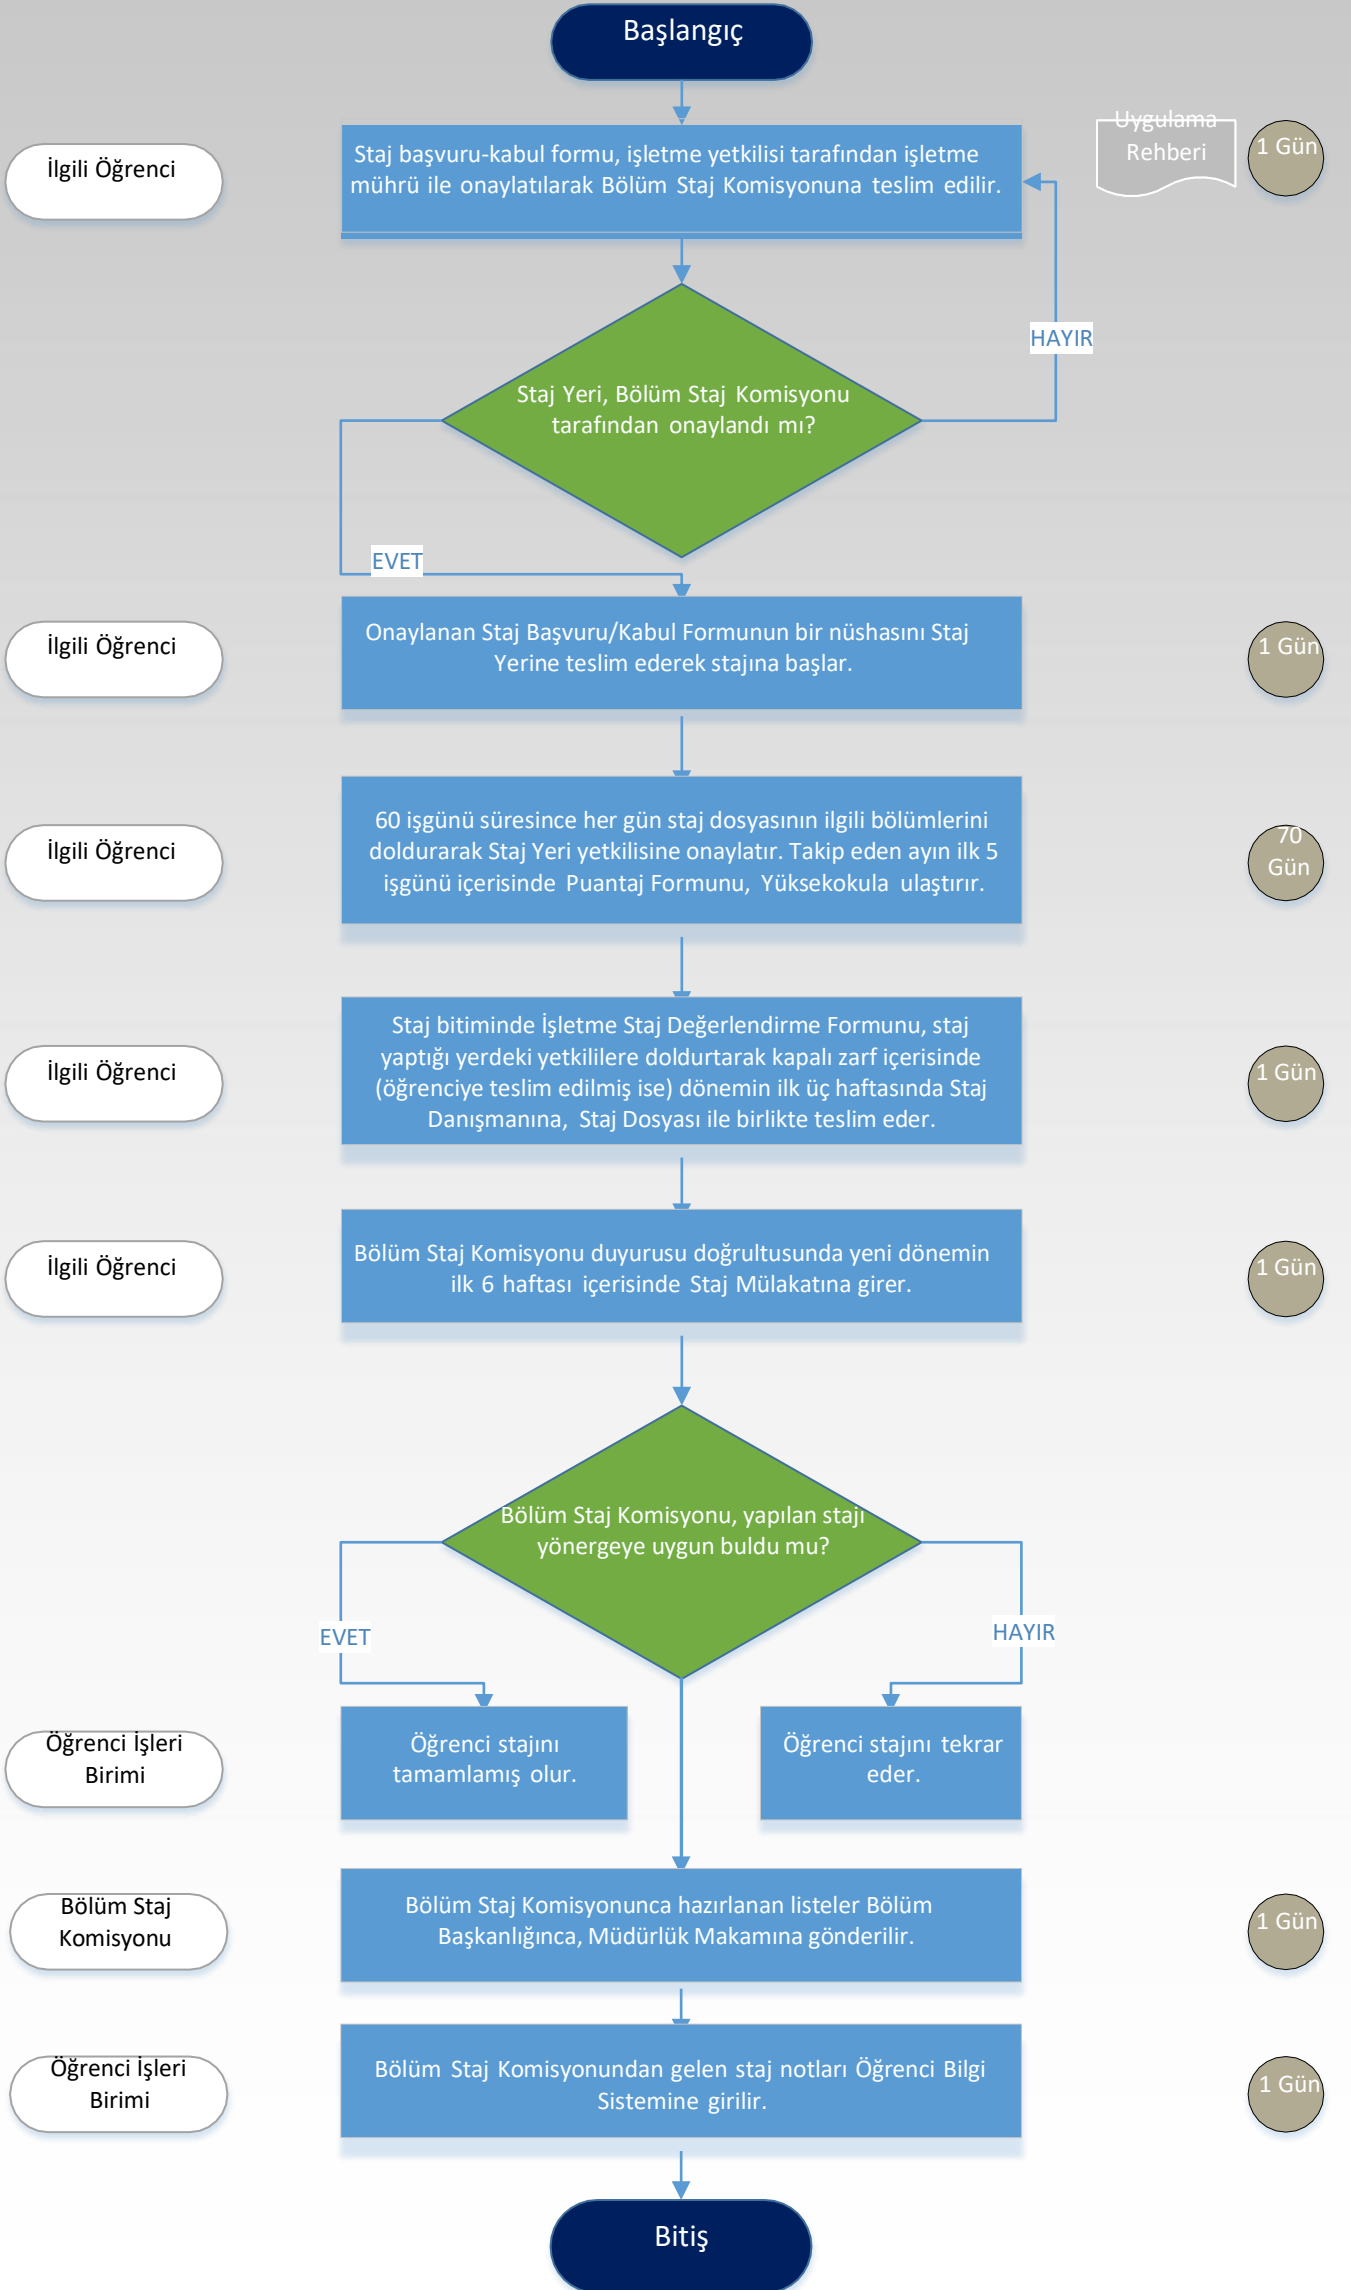 Başlangıç
İlgili Öğrenci
Staj başvuru-kabul formu, işletme yetkilisi tarafından işletme
mührü ile onaylatılarak Bölüm Staj Komisyonuna teslim edilir.
Uygulama
Rehberi
1 Gün
HAYIR
Staj Yeri, Bölüm Staj Komisyonu
tarafından onaylandı mı?
EVET
İlgili Öğrenci
Onaylanan Staj Başvuru/Kabul Formunun bir nüshasını Staj
Yerine teslim ederek stajına başlar.
1 Gün
İlgili Öğrenci
60 işgünü süresince her gün staj dosyasının ilgili bölümlerini
doldurarak Staj Yeri yetkilisine onaylatır. Takip eden ayın ilk 5
işgünü içerisinde Puantaj Formunu, Yüksekokula ulaştırır.
70
Gün
İlgili Öğrenci
Staj bitiminde İşletme Staj Değerlendirme Formunu, staj
yaptığı yerdeki yetkililere doldurtarak kapalı zarf içerisinde
(öğrenciye teslim edilmiş ise) dönemin ilk üç haftasında Staj
Danışmanına, Staj Dosyası ile birlikte teslim eder.
1 Gün
İlgili Öğrenci
Bölüm Staj Komisyonu duyurusu doğrultusunda yeni dönemin
ilk 6 haftası içerisinde Staj Mülakatına girer.
1 Gün
Bölüm Staj Komisyonu, yapılan stajı
yönergeye uygun buldu mu?
EVET
HAYIR
Öğrenci İşleri
Birimi
Öğrenci stajını
tamamlamış olur.
Öğrenci stajını tekrar
eder.
Bölüm Staj
Komisyonu
Bölüm Staj Komisyonunca hazırlanan listeler Bölüm
Başkanlığınca, Müdürlük Makamına gönderilir.
1 Gün
Öğrenci İşleri
Birimi
Bölüm Staj Komisyonundan gelen staj notları Öğrenci Bilgi
Sistemine girilir.
1 Gün
Bitiş